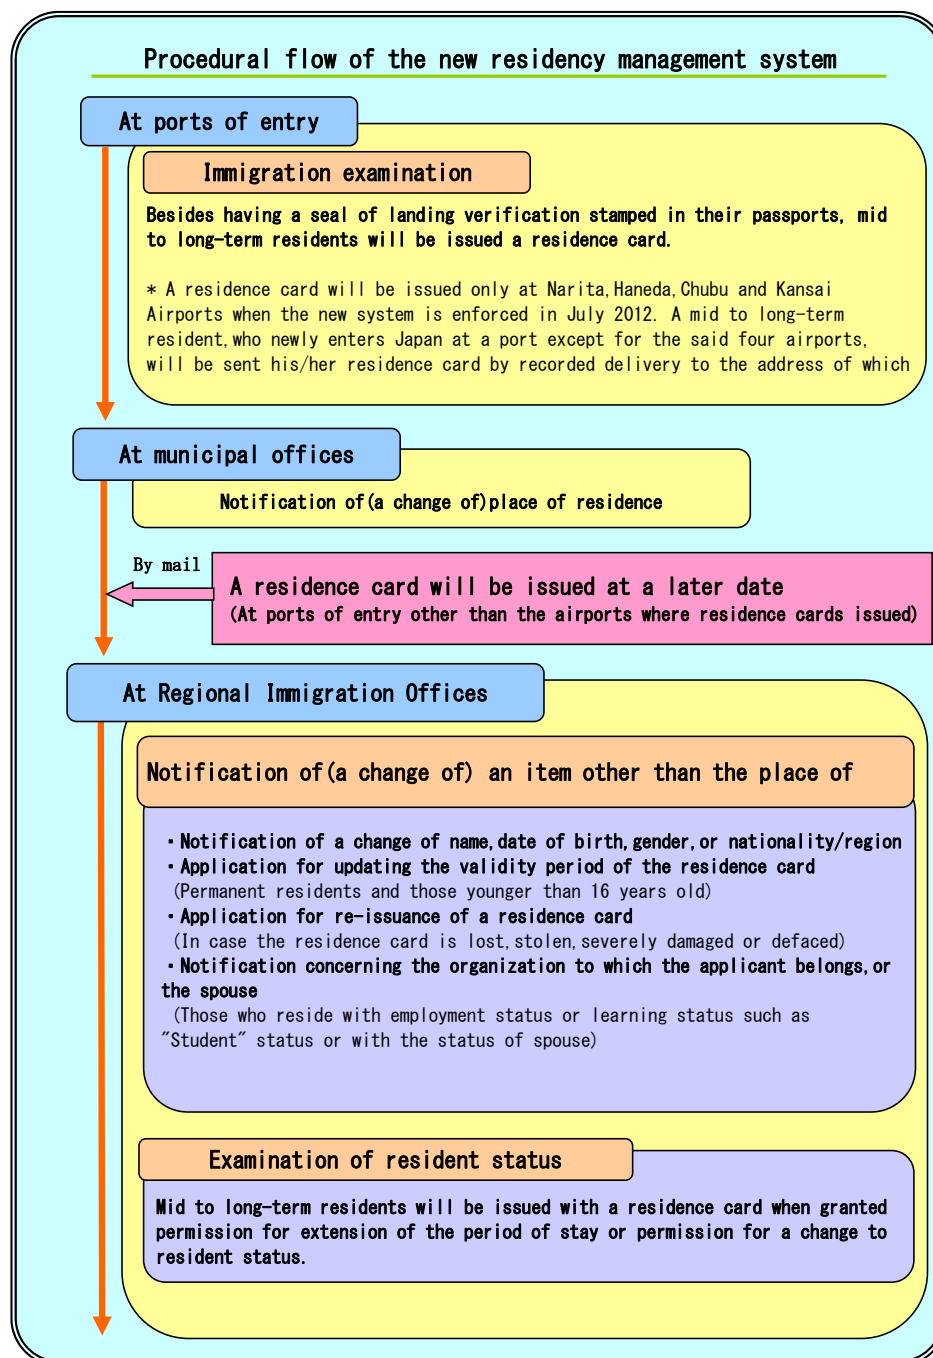 Procedural flow of the new residency management system
At ports of entry
Immigration examination
Besides having a seal of landing verification stamped in their passports, mid
to long-term residents will be issued a residence card.
* A residence card will be issued only at Narita,Haneda,Chubu and Kansai
Airports when the new system is enforced in July 2012. A mid to long-term
resident,who newly enters Japan at a port except for the said four airports,
will be sent his/her residence card by recorded delivery to the address of which
At municipal offices
Notification of(a change of)place of residence
By mail
A residence card will be issued at a later date
(At ports of entry other than the airports where residence cards issued)
At Regional Immigration Offices
Notification of(a change of) an item other than the place of
・Notification of a change of name,date of birth,gender,or nationality/region
・Application for updating the validity period of the residence card
(Permanent residents and those younger than 16 years old)
・Application for re-issuance of a residence card
(In case the residence card is lost,stolen,severely damaged or defaced)
・Notification concerning the organization to which the applicant belongs,or
the spouse
(Those who reside with employment status or learning status such as
"Student" status or with the status of spouse)
Examination of resident status
Mid to long-term residents will be issued with a residence card when granted
permission for extension of the period of stay or permission for a change to
resident status.